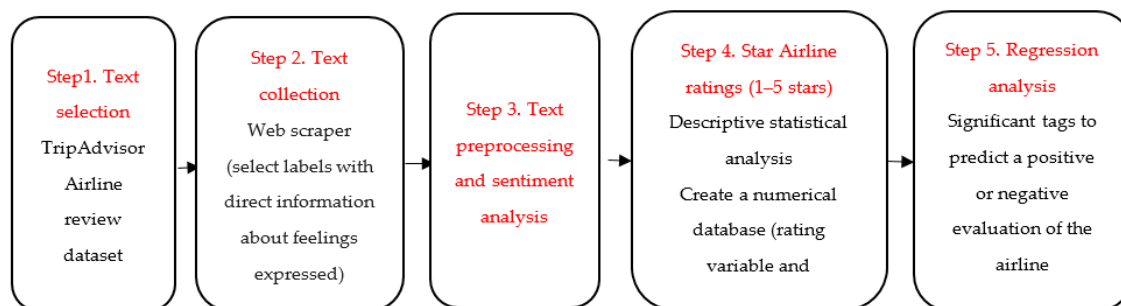 Step1. Text
selection
TripAdvisor
Airline
review
dataset
Step 2. Text
collection
Web scraper
(select labels with
direct information
about feelings
expressed)
Step 3. Text
preprocessing
and sentiment
analysis
Step 4. Star Airline
ratings (1–5 stars)
Descriptive statistical
analysis
Create a numerical
database (rating
variable and
Step 5. Regression
analysis
Significant tags to
predict a positive
or negative
evaluation of the
airline